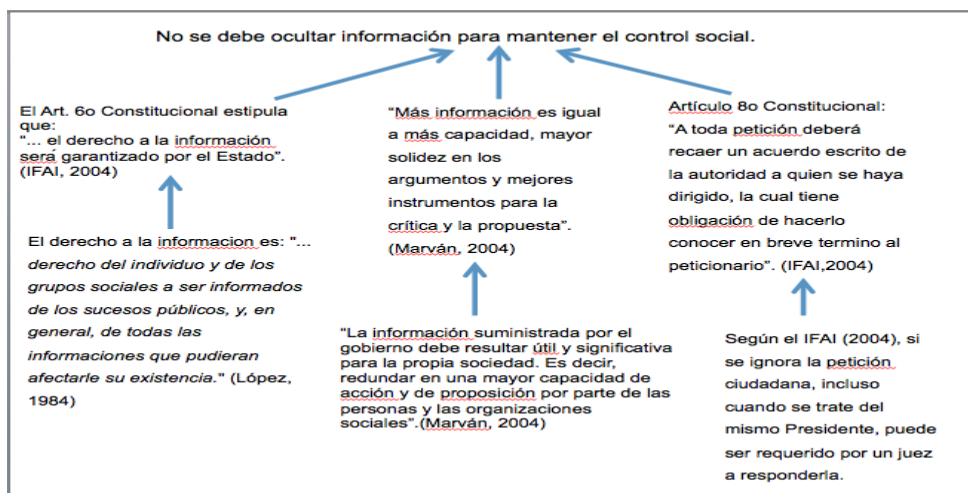 No se debe ocultar información para mantener el control social.
El Art. 6o Constitucional estipula
que:
"... el derecho a la información
será garantizado por el Estado".
(IFAI, 2004)
El derecho a la informacion es: "...
derecho del individuo y de los
grupos sociales a ser informados
de los sucesos públicos, y, en
general, de todas las
informaciones que pudieran
afectarle su existencia." (López,
1984)
"Más información es igual
a más capacidad, mayor
solidez en los
argumentos y mejores
instrumentos para la
crítica y la propuesta".
(Marván, 2004)
"La información suministrada por el
gobierno debe resultar útil y significativa
para la propia sociedad. Es decir,
redundar en una mayor capacidad de
acción y de proposición por parte de las
personas y las organizaciones
sociales".(Marván, 2004)
Artículo 8o Constitucional:
"A toda petición deberá
recaer un acuerdo escrito de
la autoridad a quien se haya
dirigido, la cual tiene
obligación de hacerlo
conocer en breve termino al
peticionario". (IFAI,2004)
Según el IFAI (2004), si
se ignora la petición
ciudadana, incluso
cuando se trate del
mismo Presidente, puede
ser requerido por un juez
a responderla.